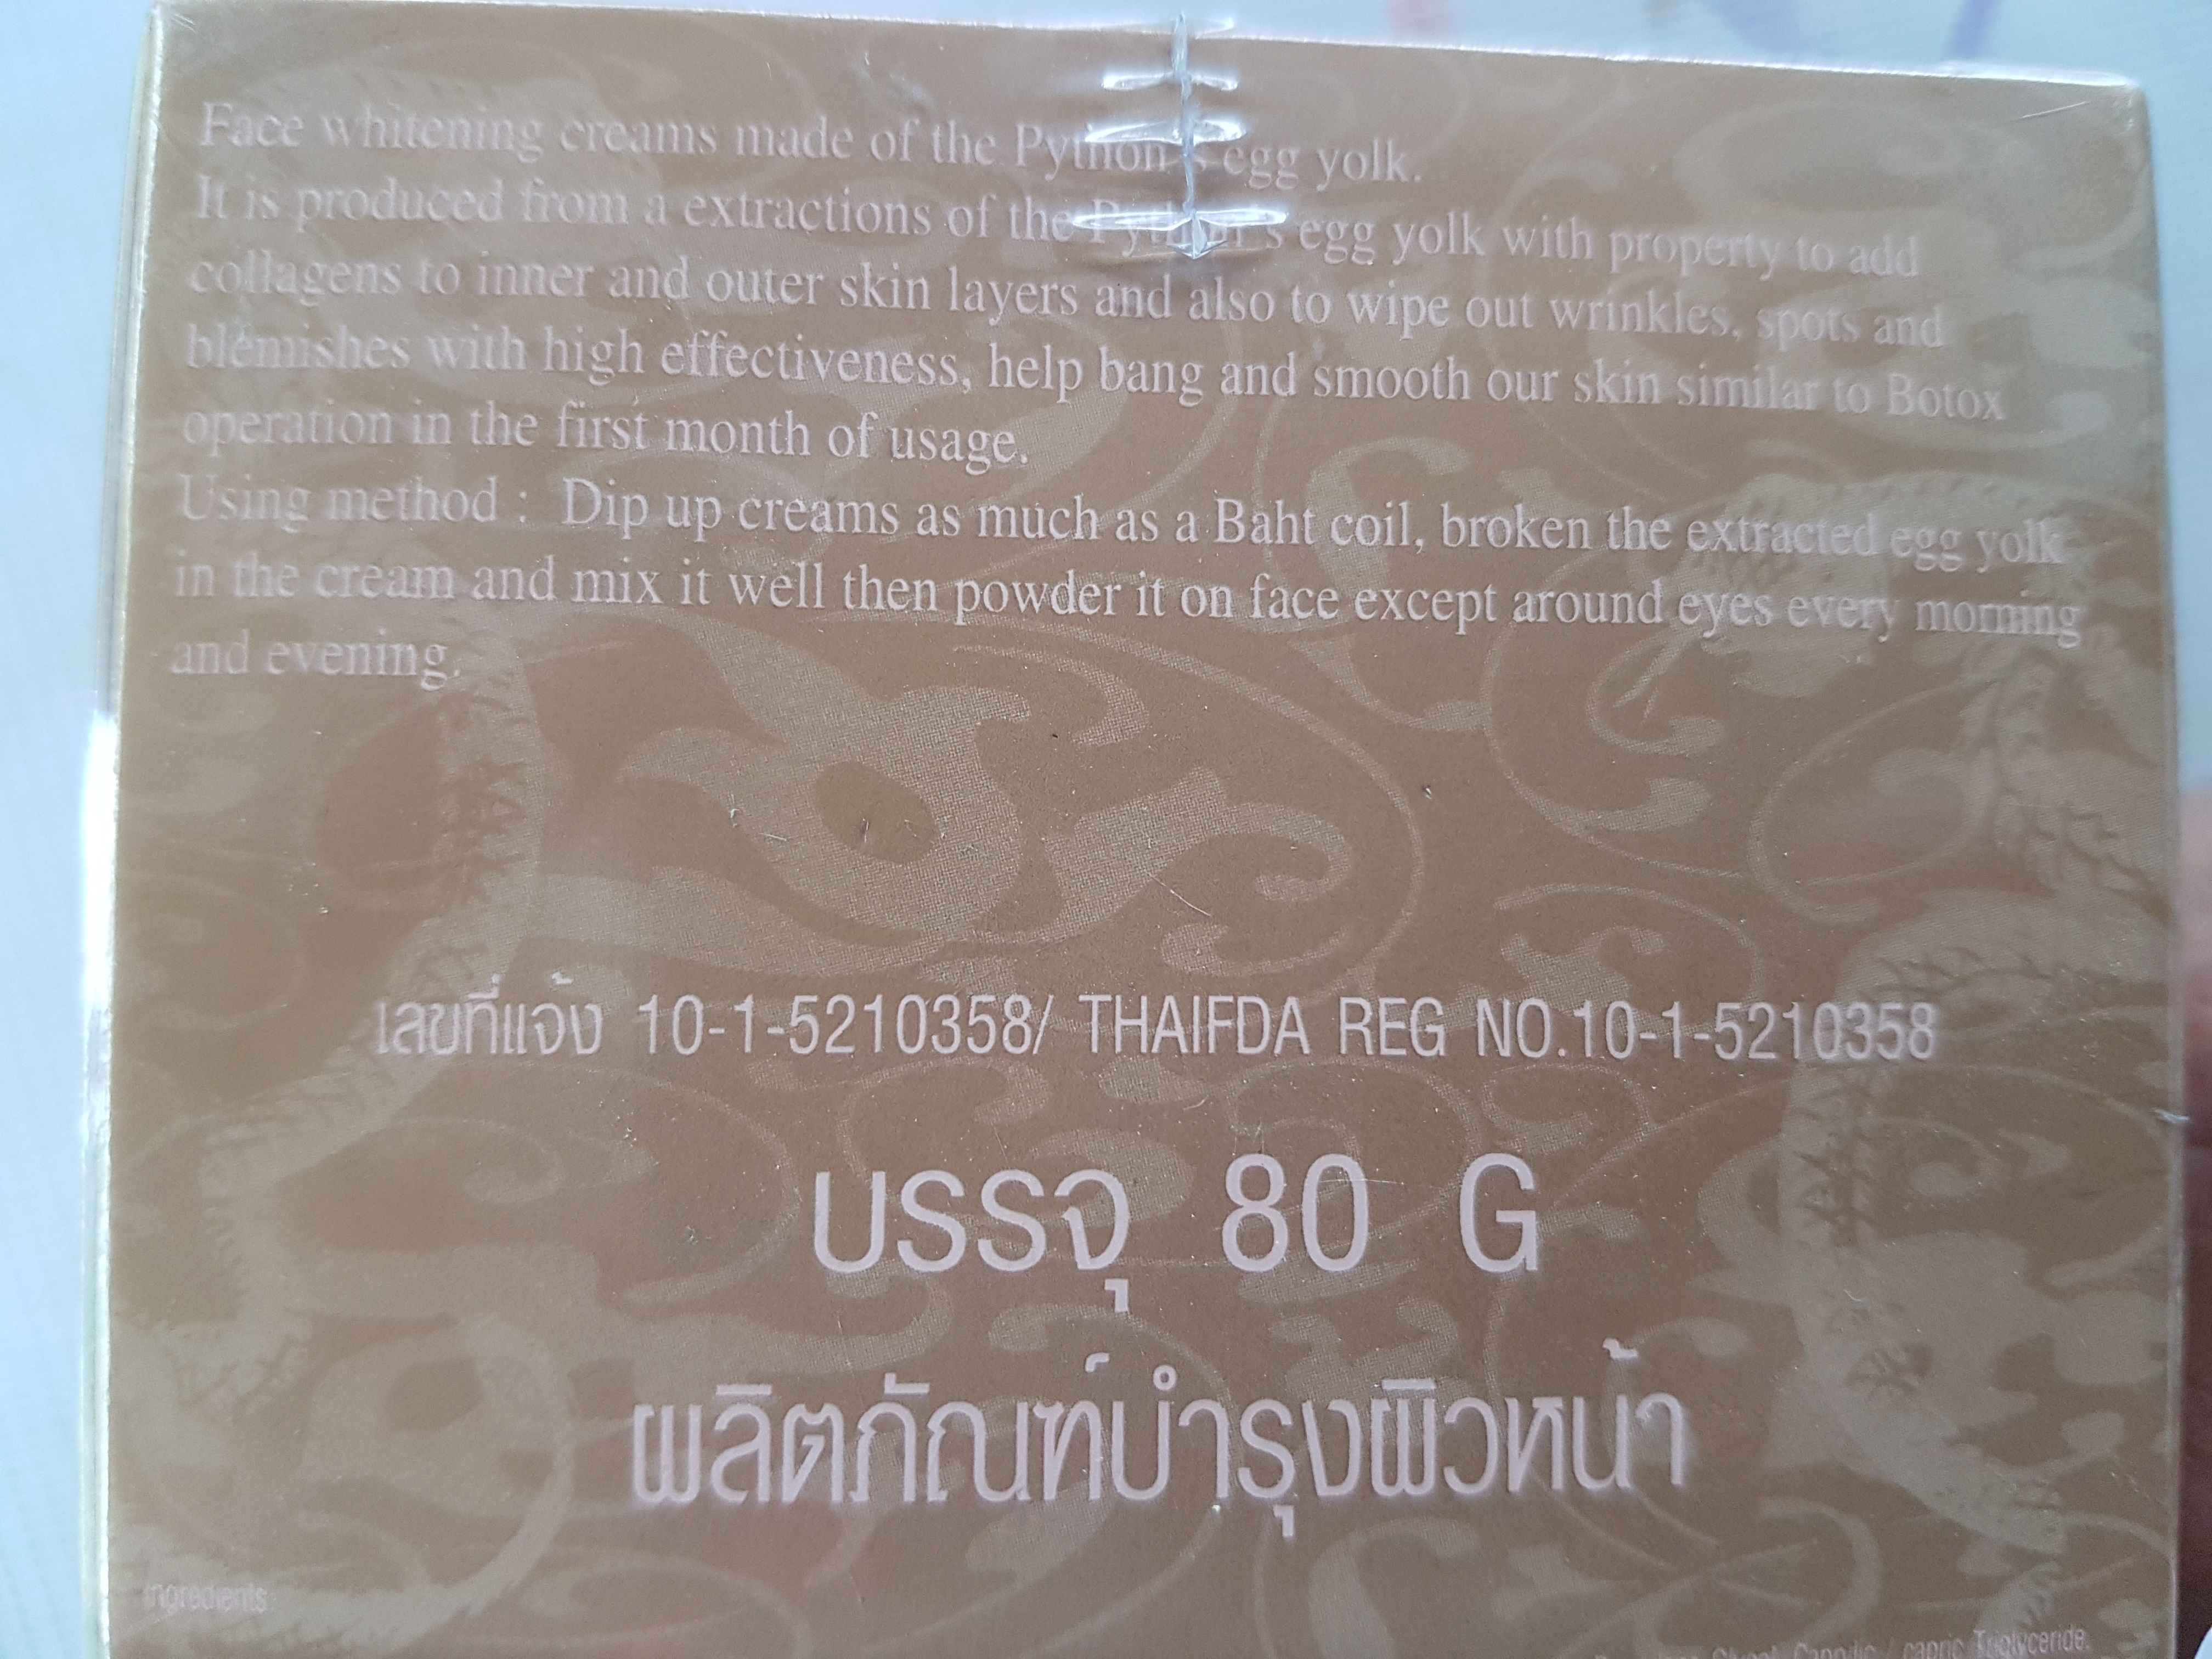 Face whitening creams made of the Python's egg yolk.
It is produced from a extractions of the Python's egg yolk with property to add
collagens to inner and outer skin layers and also to wipe out wrinkles, spots and
blemishes with high effectiveness, help bang and smooth our skin similar to Botox
operation in the first month of usage.
Using method : Dip up creams as much as a Baht coil, broken the extracted egg yolk
in the cream and mix it well then powder it on face except around eyes every morning
and evening.
เลขที่แจ้ง 10-1-5210358/ THAIFDA REG NO.10-1-5210358
บรรจุ 80 G
ผลิตภัณฑ์บำรุงผิวหน้า
Ingredients:
/ capric Triglyceride.